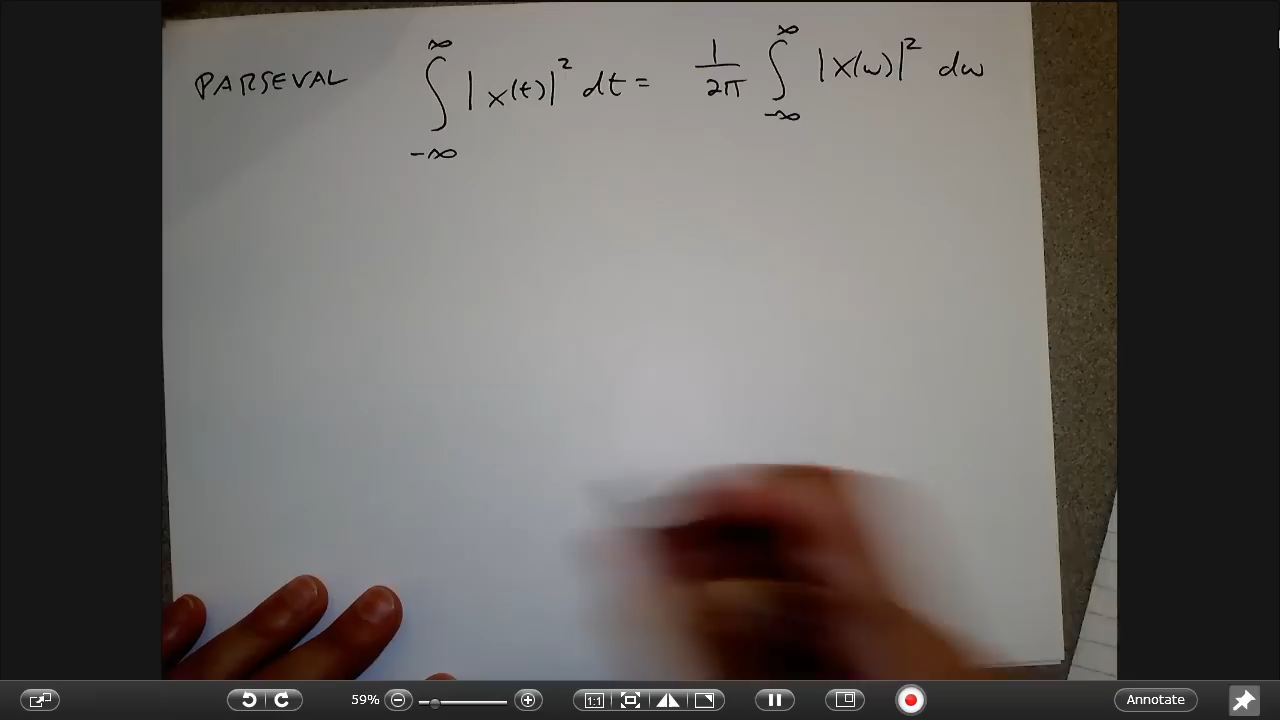 PARSEVAL ∫_{-∞}^{∞} |x(t)|² dt = 1/2π ∫_{-∞}^{∞} |X(ω)|² dω
59% 1:1 Annotate